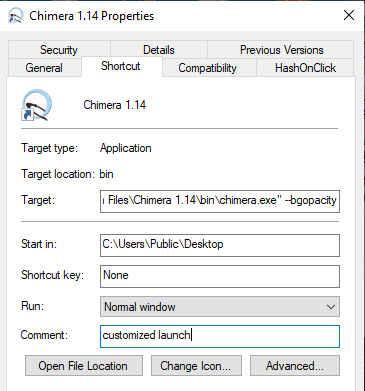 Chimera 1.14 Properties
Security Details Previous Versions
General Shortcut Compatibility HashOnClick
Chimera 1.14
Target type: Application
Target location: bin
Target: Files\Chimera 1.14\bin\chimera.exe" --bgopacity
Start in: C:\Users\Public\Desktop
Shortcut key: None
Run: Normal window
Comment: customized launch
Open File Location Change Icon... Advanced...